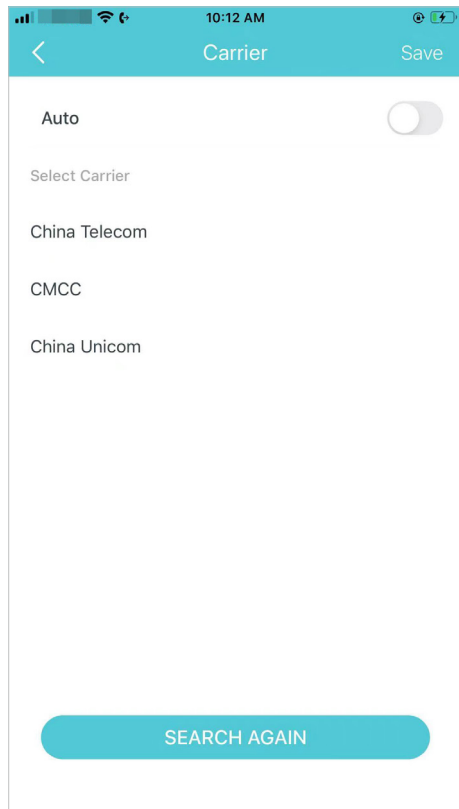 10:12 AM
Carrier
Save
Auto
Select Carrier
China Telecom
CMCC
China Unicom
SEARCH AGAIN